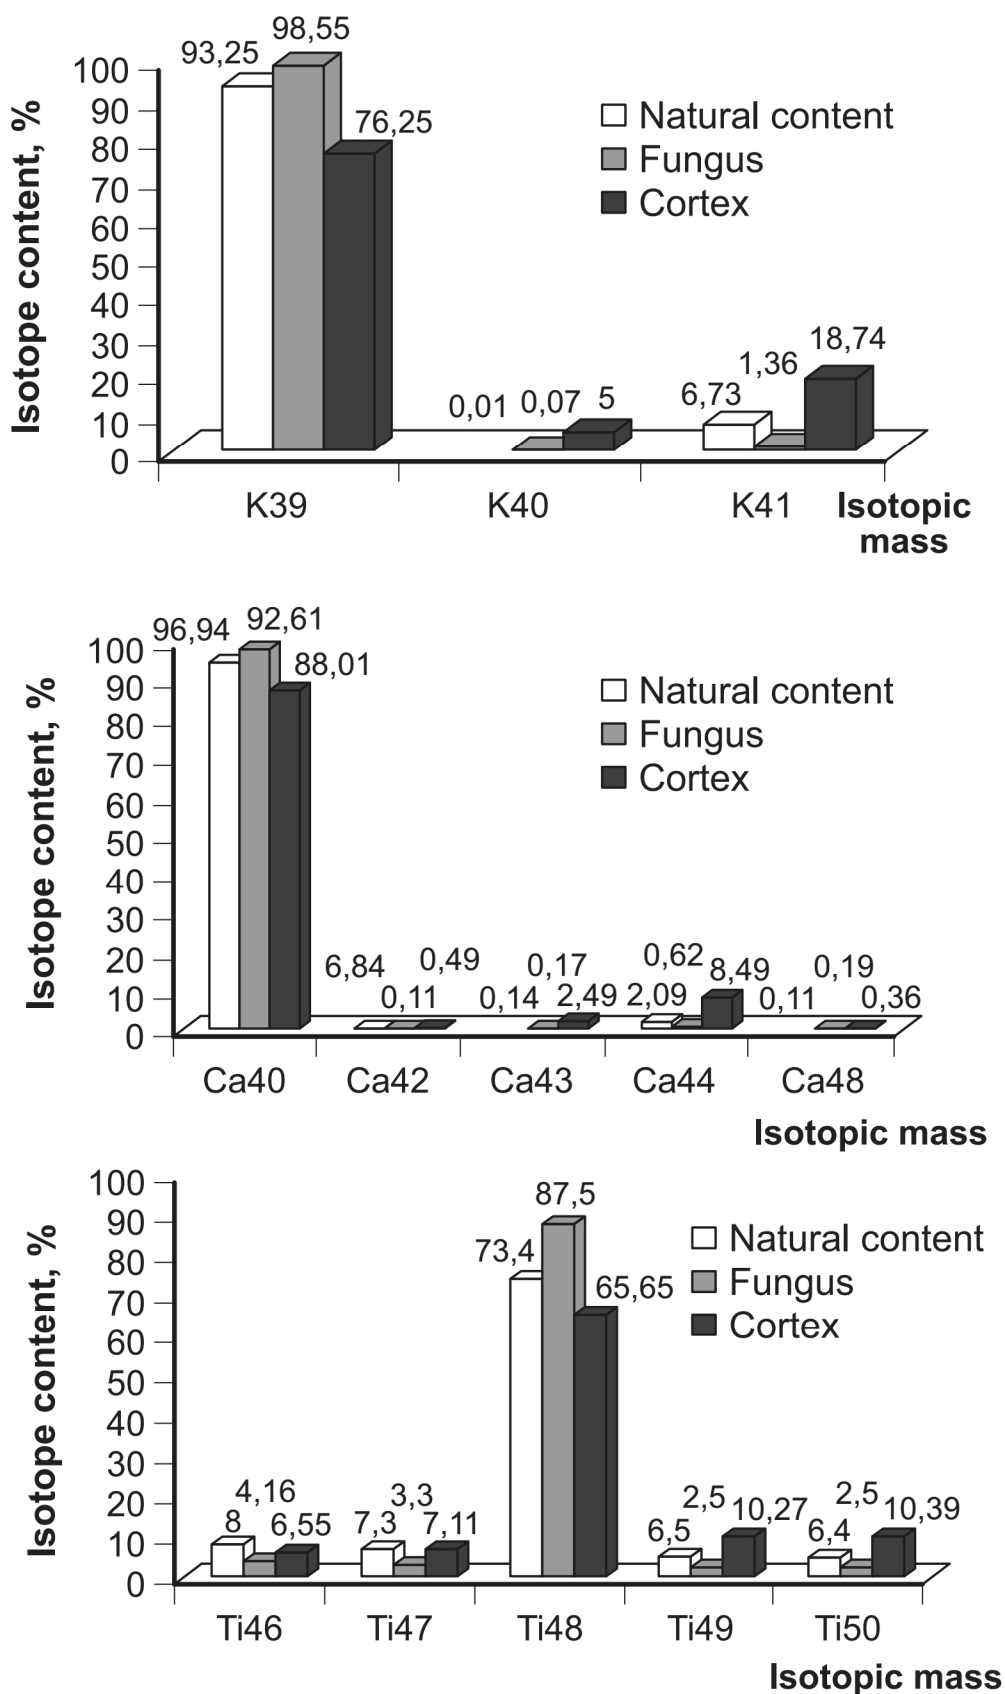 98,55
93,25
76,25
Isotope content, %
100
90
80
70
60
50
40
30
20
10
0
Natural content
Fungus
Cortex
0,01 0,07 5
6,73
1,36
18,74
K39 K40 K41
Isotopic
mass
96,94 92,61
88,01
Isotope content, %
100
90
80
70
60
50
40
30
20
10
0
Natural content
Fungus
Cortex
6,84 0,49 0,17 0,62 8,49 0,19
0,11 0,14 2,49 2,09 0,11 0,36
Ca40 Ca42 Ca43 Ca44 Ca48
Isotopic mass
Isotope content, %
100
90
80
70
60
50
40
30
20
10
0
87,5
73,4
65,65
Natural content
Fungus
Cortex
4,16 3,3 2,5 10,27 2,5 10,39
8 6,55 7,3 7,11 6,5 6,4
Ti46 Ti47 Ti48 Ti49 Ti50
Isotopic mass